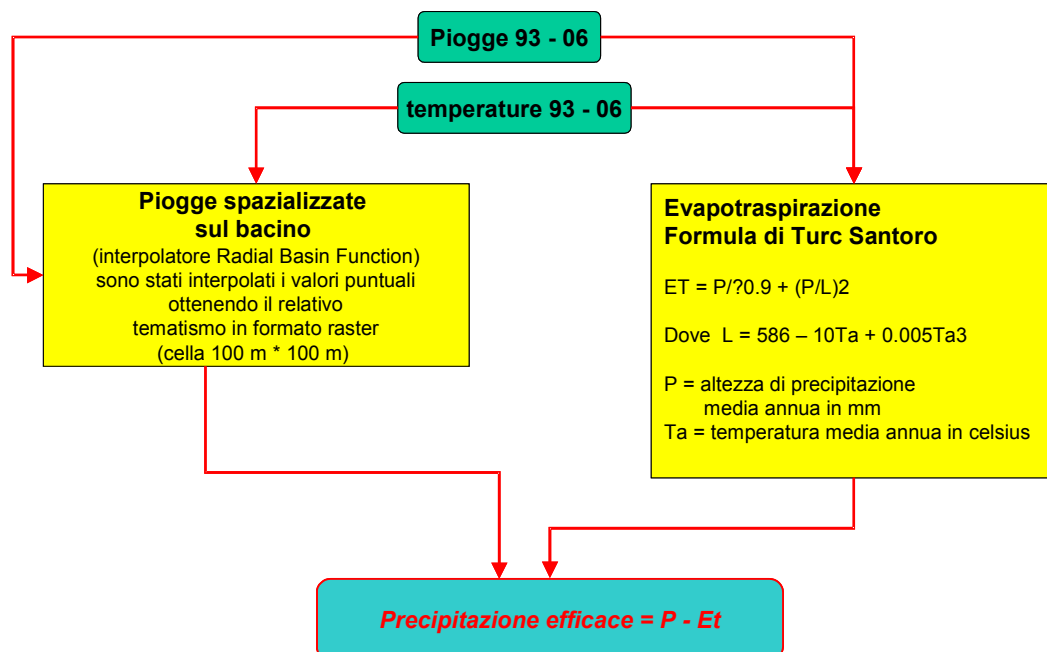 Piogge 93 - 06
temperature 93 - 06
Piogge spazializzate
sul bacino
(interpolatore Radial Basin Function)
sono stati interpolati i valori puntuali
ottenendo il relativo
tematismo in formato raster
(cella 100 m * 100 m)
Evapotraspirazione
Formula di Turc Santoro
ET = P/?0.9 + (P/L)2
Dove L = 586 – 10Ta + 0.005Ta3
P = altezza di precipitazione
media annua in mm
Ta = temperatura media annua in celsius
Precipitazione efficace = P - Et